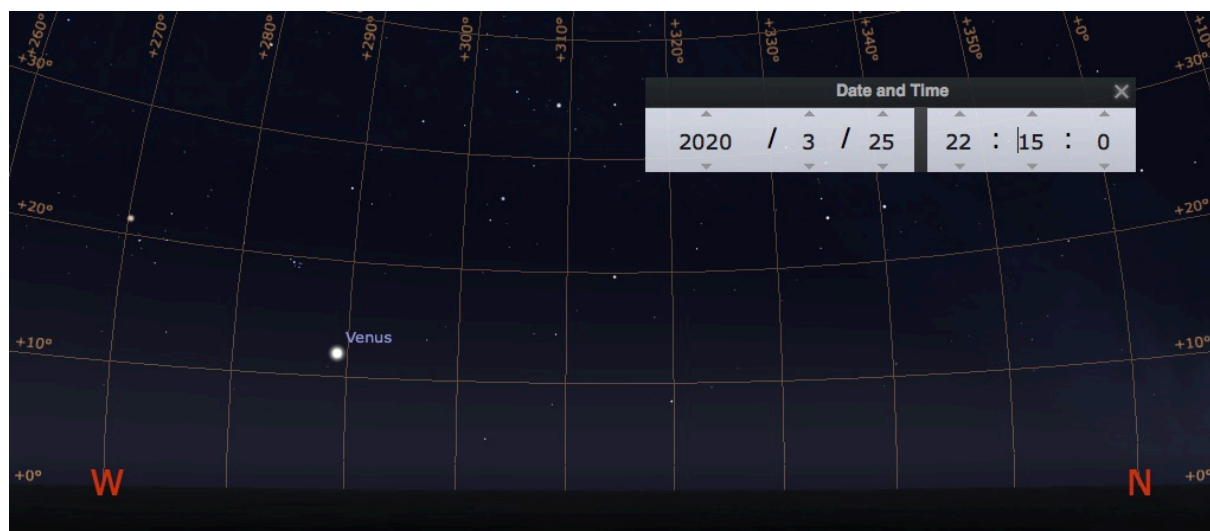 +260° +270° +280° +290° +300° +310° +320° +330° +340° +350° +0° +10°
+30° +30°
Date and Time ×
2020 / 3 / 25 22 : 15 : 0
+20° +20°
Venus
+10° +10°
+0° W N +0°